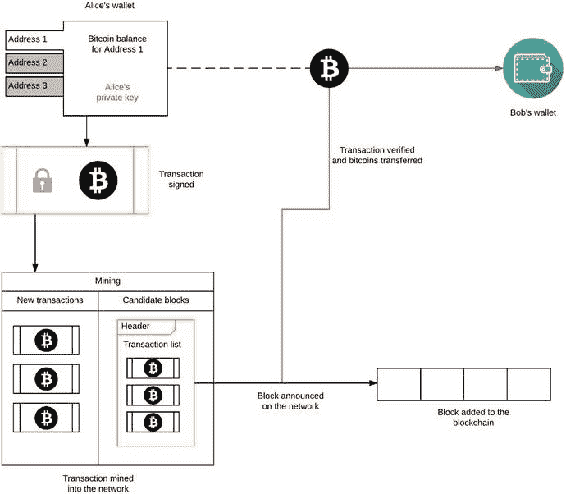 Alice's wallet
Address 1
Address 2
Address 3
Bitcoin balance
for Address 1
Alice's
private key
Bob's wallet
Transaction verified
and bitcoins transferred
Transaction
signed
Mining
New transactions
Candidate blocks
Header
Transaction list
Block announced
on the network
Block added to the
blockchain
Transaction mined
into the network